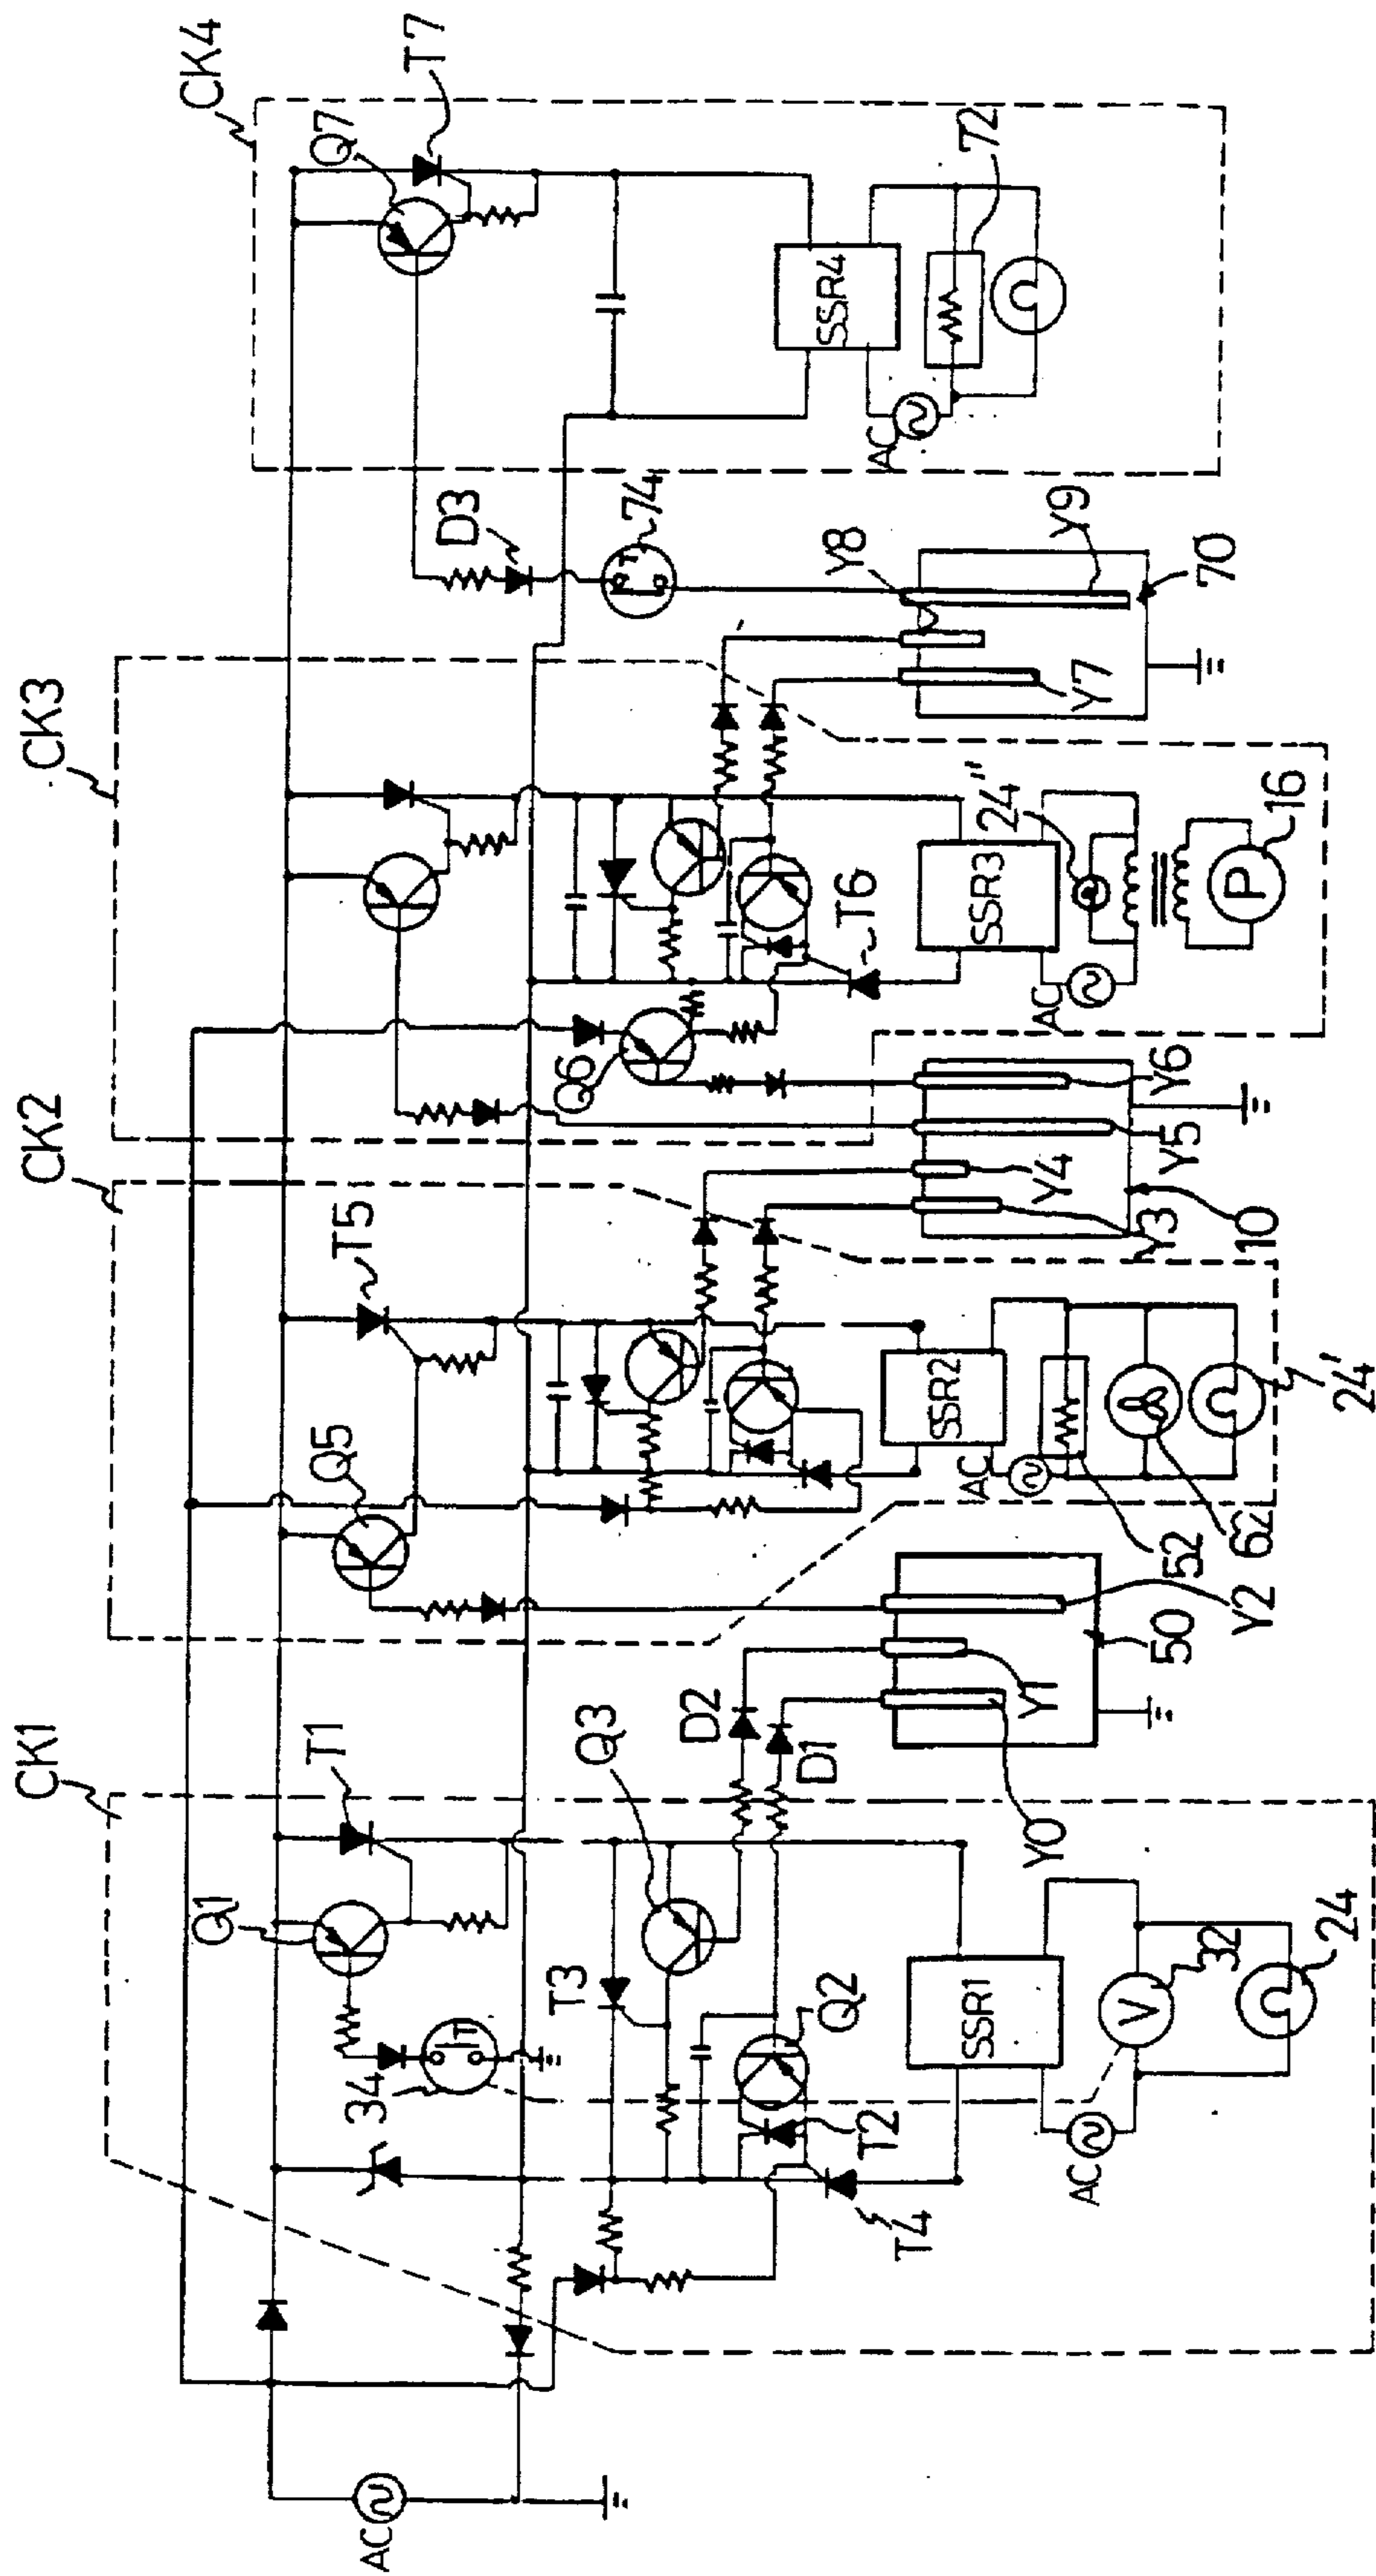 CK1
CK2
CK3
CK4
T1
T5
T7
Q1
Q5
Q7
34
D3
74
Q3
T3
D2
D1
Q2
T2
T4
Q6
T6
Y8
Y9
Y7
70
Y0
Y1
Y2
50
Y3
Y4
Y5
Y6
10
AC
SSR1
AC
V
32
24
SSR2
AC
52
62
24'
SSR3
AC
24"
P
16
SSR4
AC
72